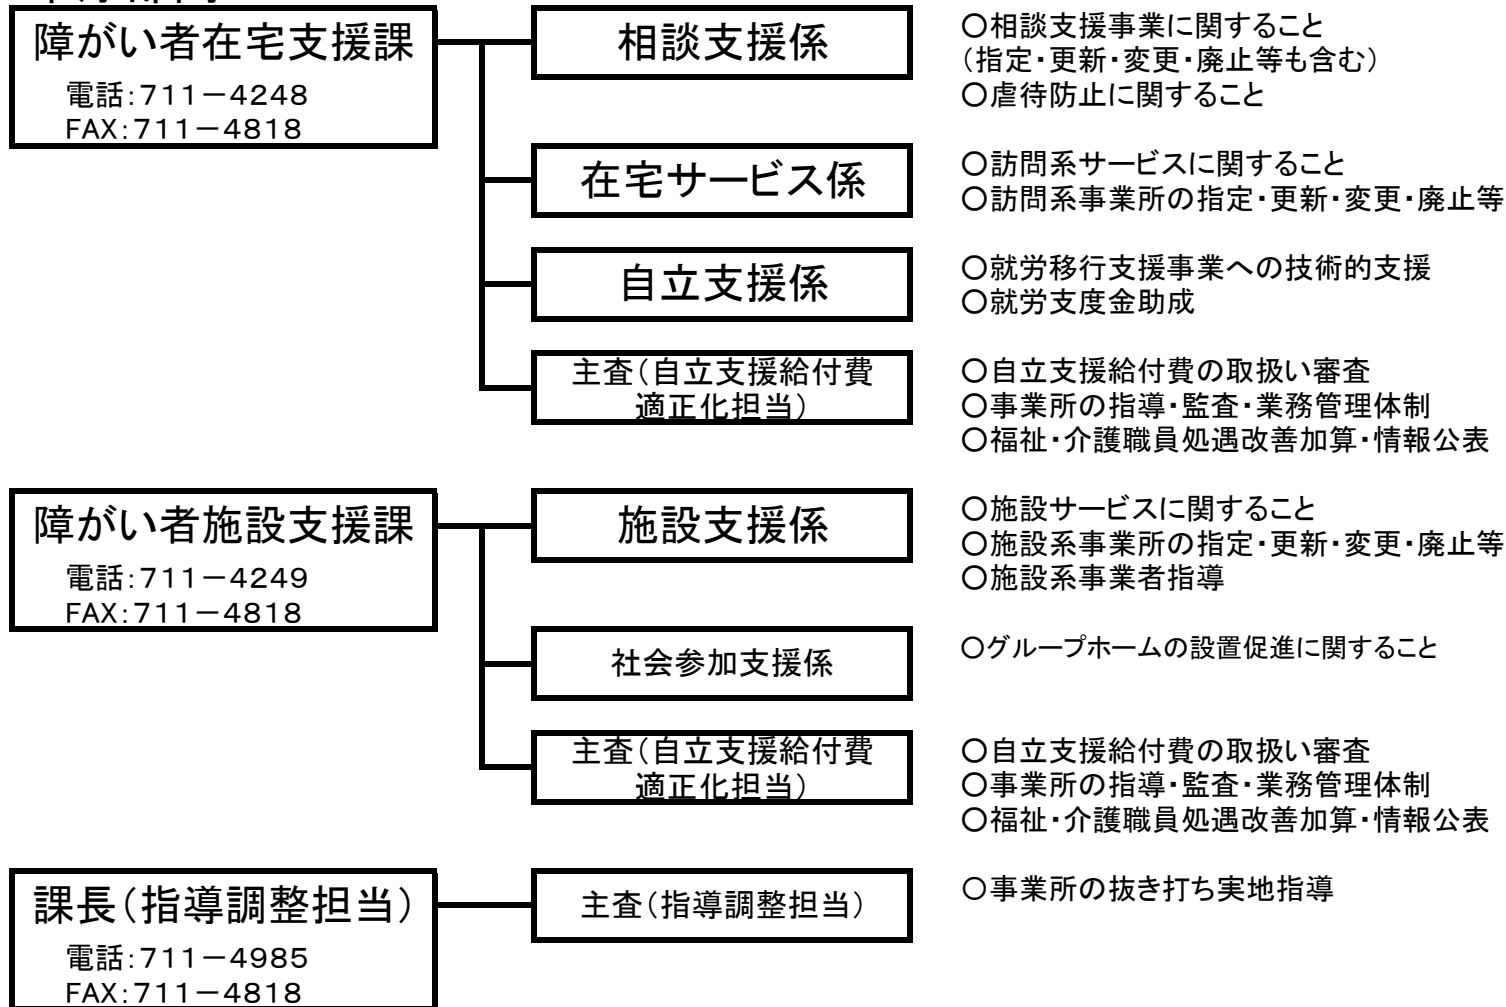 障がい者在宅支援課
電話：711－4248
FAX：711－4818
相談支援係
○相談支援事業に関すること
（指定・更新・変更・廃止等も含む）
○虐待防止に関すること
在宅サービス係
○訪問系サービスに関すること
○訪問系事業所の指定・更新・変更・廃止等
自立支援係
○就労移行支援事業への技術的支援
○就労支度金助成
主査（自立支援給付費
適正化担当）
○自立支援給付費の取扱い審査
○事業所の指導・監査・業務管理体制
○福祉・介護職員処遇改善加算・情報公表
障がい者施設支援課
電話：711－4249
FAX：711－4818
施設支援係
○施設サービスに関すること
○施設系事業所の指定・更新・変更・廃止等
○施設系事業者指導
社会参加支援係
○グループホームの設置促進に関すること
主査（自立支援給付費
適正化担当）
○自立支援給付費の取扱い審査
○事業所の指導・監査・業務管理体制
○福祉・介護職員処遇改善加算・情報公表
課長（指導調整担当）
電話：711－4985
FAX：711－4818
主査（指導調整担当）
○事業所の抜き打ち実地指導